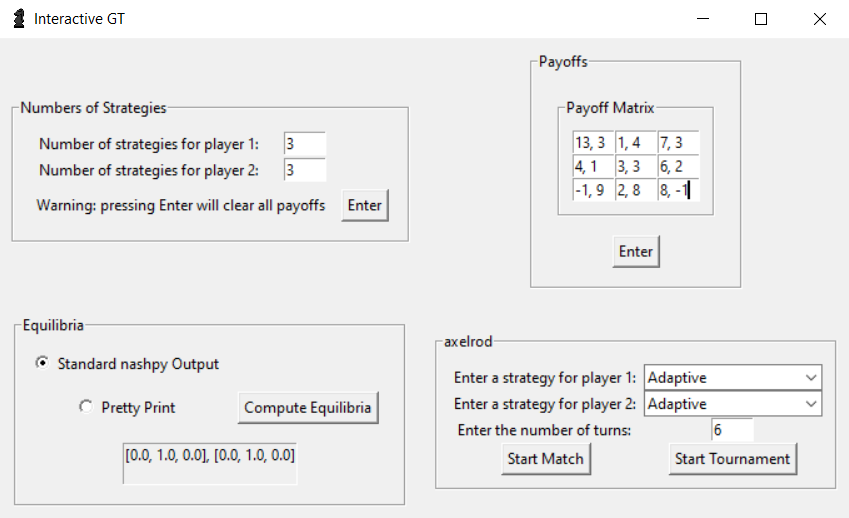 Interactive GT
Numbers of Strategies
Number of strategies for player 1: 3
Number of strategies for player 2: 3
Warning: pressing Enter will clear all payoffs Enter
Payoffs
Payoff Matrix
13, 3 1, 4 7, 3
4, 1 3, 3 6, 2
-1, 9 2, 8 8, -1
Enter
Equilibria
Standard nashpy Output
Pretty Print Compute Equilibria
[0.0, 1.0, 0.0], [0.0, 1.0, 0.0]
axelrod
Enter a strategy for player 1: Adaptive
Enter a strategy for player 2: Adaptive
Enter the number of turns: 6
Start Match Start Tournament